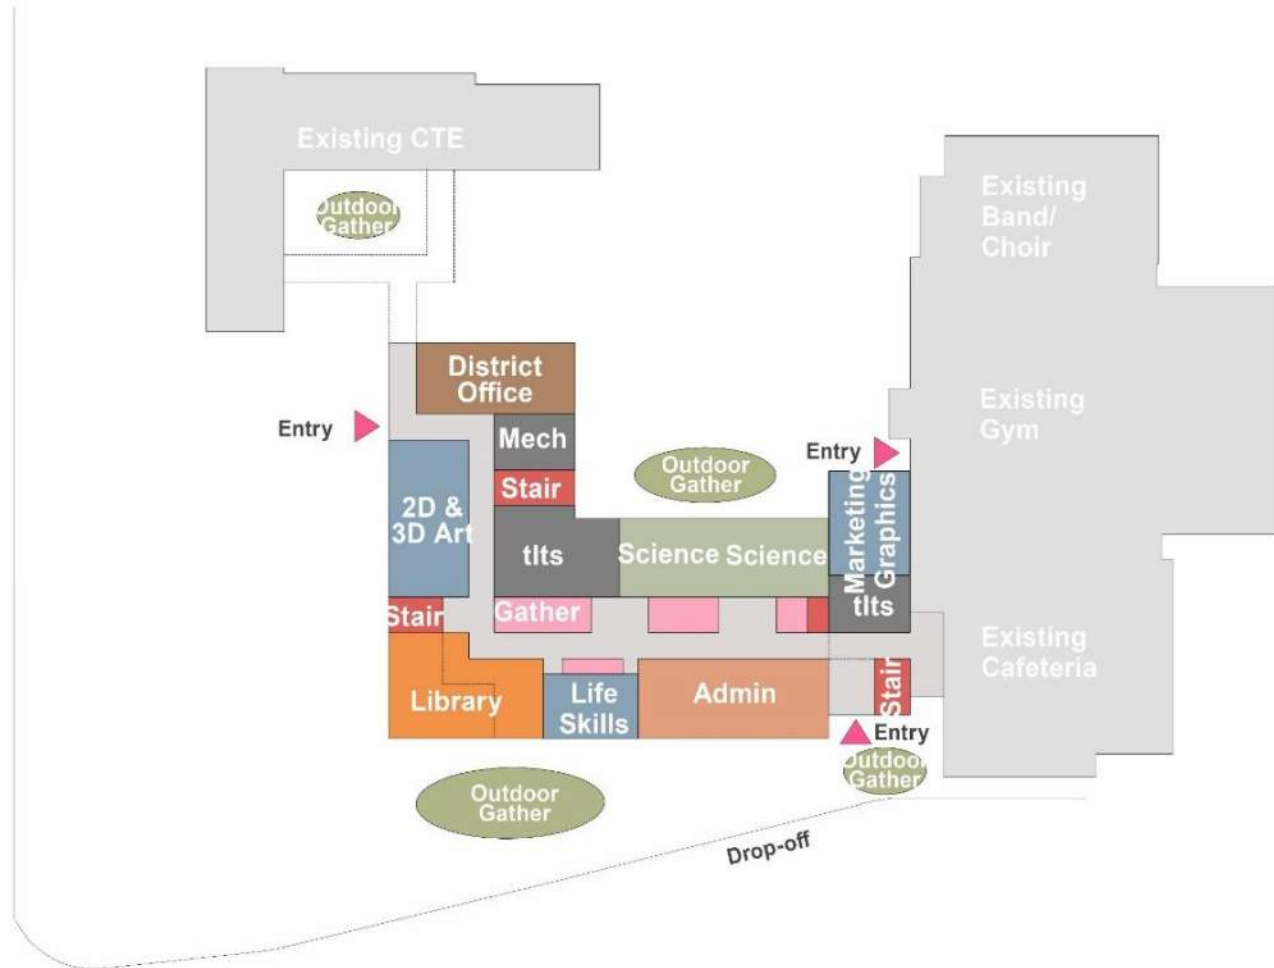 Existing CTE
Outdoor
Gather
Existing
Band/
Choir
District
Office
Entry
Mech
Stair
Existing
Gym
Entry
Outdoor
Gather
2D &
3D Art
tlts
Science
Science
Marketing
Graphics
tlts
Stair
Gather
Existing
Cafeteria
Library
Life
Skills
Admin
Stair
Entry
Outdoor
Gather
Outdoor
Gather
Drop-off